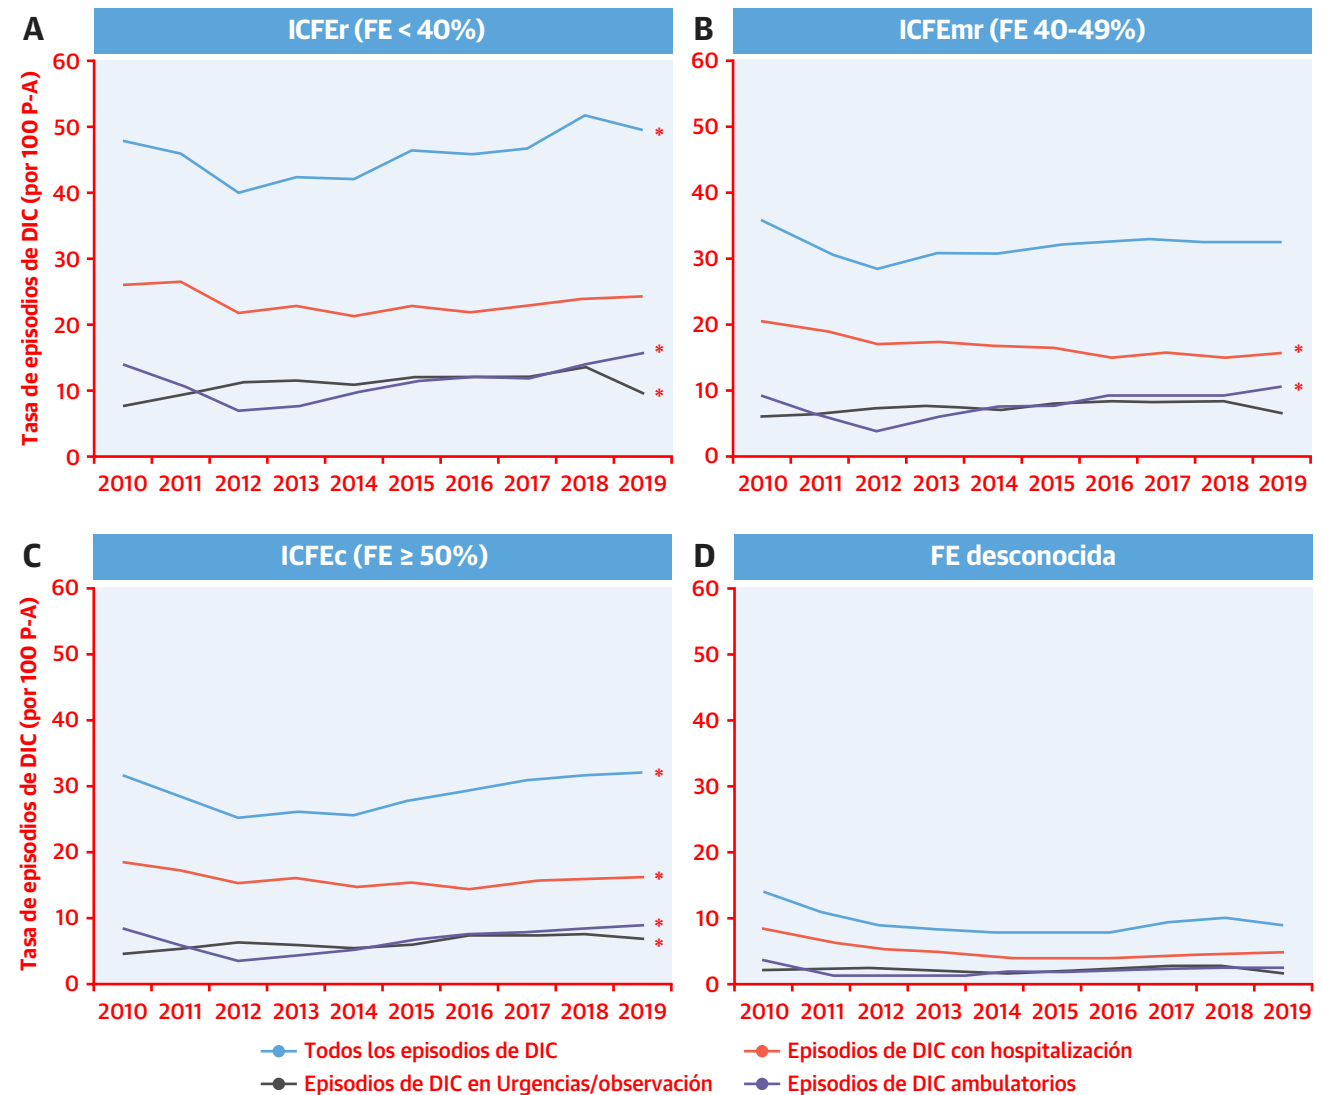 A
ICFEr (FE < 40%)
Tasa de episodios de DIC (por 100 P-A)
60
50
40
30
20
10
0
*
*
*
2010 2011 2012 2013 2014 2015 2016 2017 2018 2019
B
ICFEmr (FE 40-49%)
60
50
40
30
20
10
0
*
*
2010 2011 2012 2013 2014 2015 2016 2017 2018 2019
C
ICFEc (FE ≥ 50%)
Tasa de episodios de DIC (por 100 P-A)
60
50
40
30
20
10
0
*
*
*
*
2010 2011 2012 2013 2014 2015 2016 2017 2018 2019
D
FE desconocida
60
50
40
30
20
10
0
2010 2011 2012 2013 2014 2015 2016 2017 2018 2019
Todos los episodios de DIC
Episodios de DIC con hospitalización
Episodios de DIC en Urgencias/observación
Episodios de DIC ambulatorios